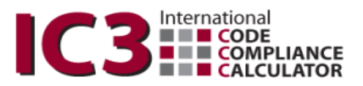 IC3 International
CODE
COMPLIANCE
CALCULATOR